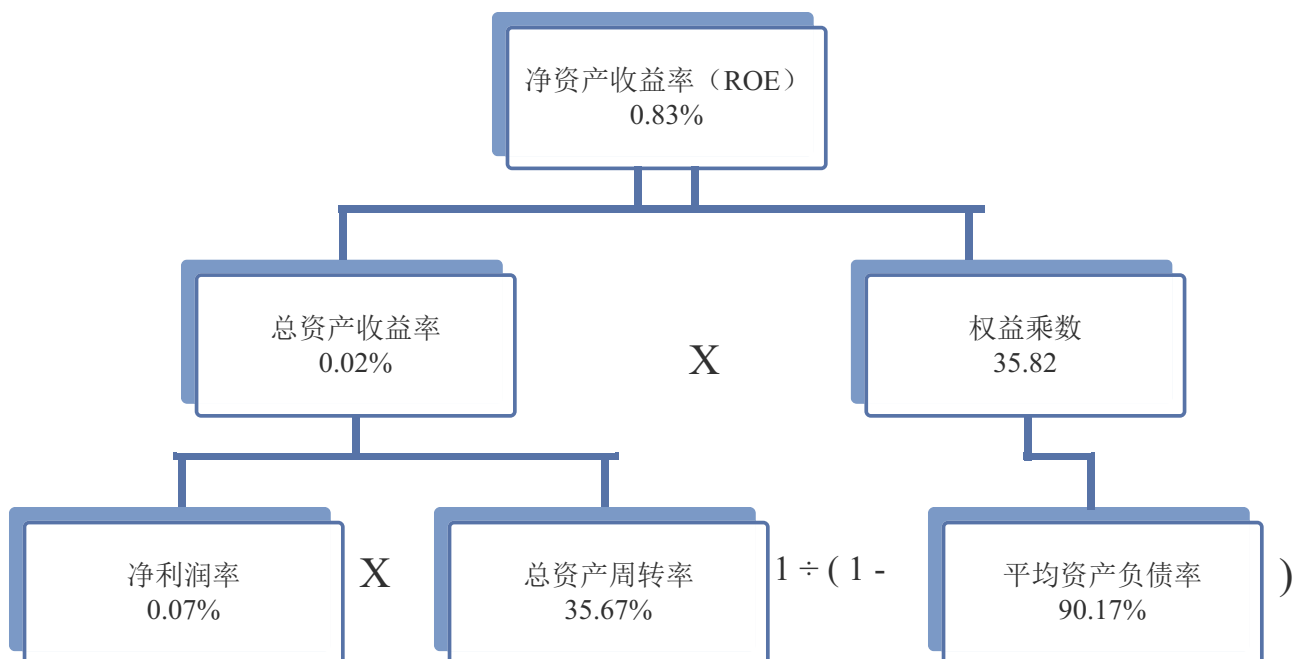 净资产收益率（ROE）
0.83%
总资产收益率
0.02%
X
权益乘数
35.82
净利润率
0.07%
X
总资产周转率
35.67%
1 ÷ ( 1 -
平均资产负债率
90.17%
)